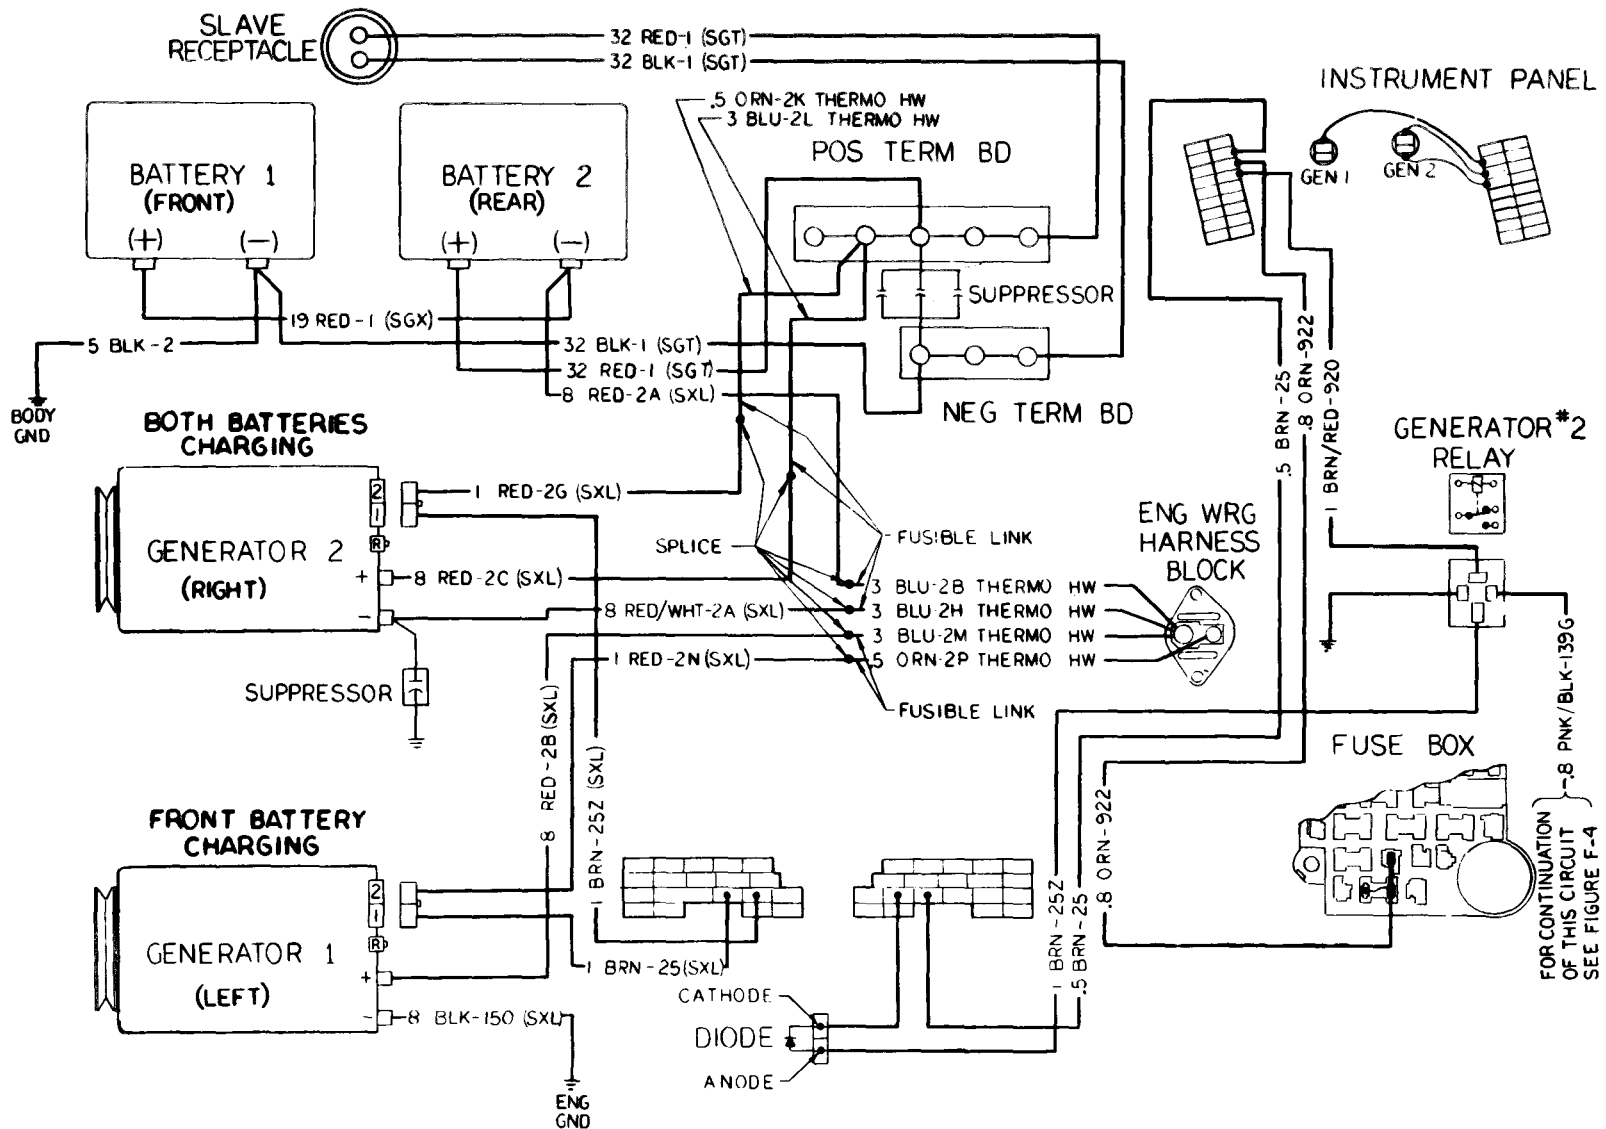 SLAVE
RECEPTACLE
32 RED-1 (SGT)
32 BLK-1 (SGT)
.5 ORN-2K THERMO HW
3 BLU-2L THERMO HW
POS TERM BD
INSTRUMENT PANEL
GEN 1
GEN 2
BATTERY 1
(FRONT)
(+) (-)
BATTERY 2
(REAR)
(+) (-)
SUPPRESSOR
19 RED-1 (SGX)
5 BLK-2
32 BLK-1 (SGT)
32 RED-1 (SGT)
8 RED-2A (SXL)
BODY
GND
NEG TERM BD
.5 BRN-25
.8 ORN-922
1 BRN/RED-920
BOTH BATTERIES
CHARGING
GENERATOR #2
RELAY
2
1
R
GENERATOR 2
(RIGHT)
+
-
1 RED-2G (SXL)
SPLICE
FUSIBLE LINK
ENG WRG
HARNESS
BLOCK
8 RED-2C (SXL)
8 RED/WHT-2A (SXL)
1 RED-2N (SXL)
3 BLU-2B THERMO HW
3 BLU-2H THERMO HW
3 BLU-2M THERMO HW
.5 ORN-2P THERMO HW
FUSIBLE LINK
SUPPRESSOR
8 RED-2B (SXL)
1 BRN-25Z (SXL)
.8 PNK/BLK-139G
FOR CONTINUATION
OF THIS CIRCUIT
SEE FIGURE F-4
FUSE BOX
FRONT BATTERY
CHARGING
2
1
R
GENERATOR 1
(LEFT)
+
-
8 BLK-150 (SXL)
1 BRN-25 (SXL)
1 BRN-25Z
.5 BRN-25
.8 ORN-922
CATHODE
DIODE
ANODE
ENG
GND